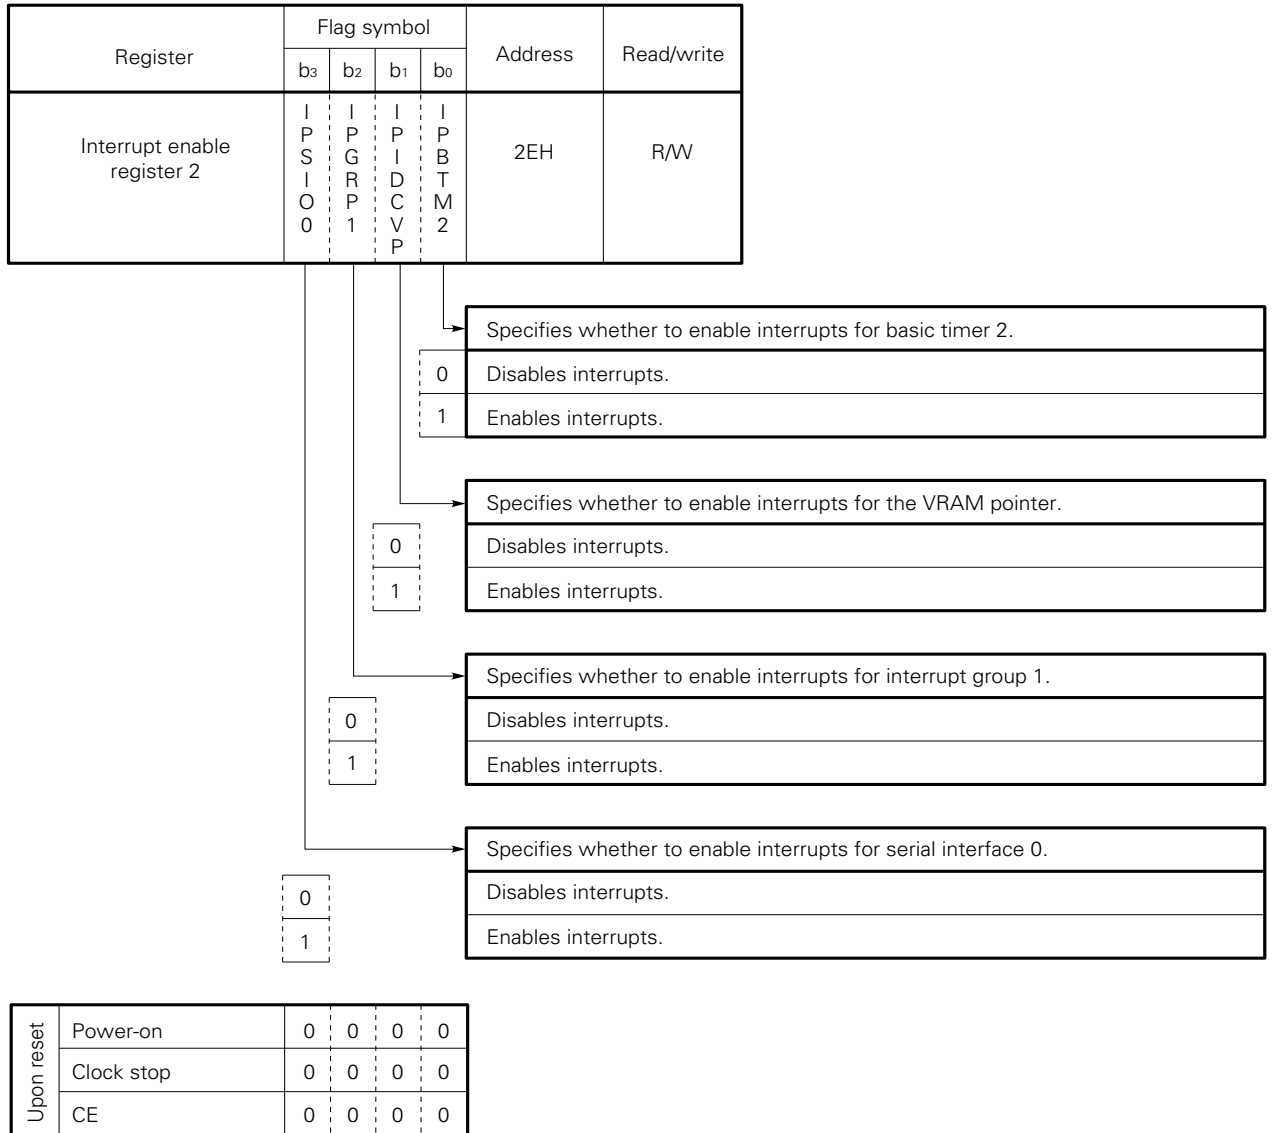 Register Flag symbol Address Read/write
b3 b2 b1 b0
Interrupt enable register 2 IPSIO0 IPGRP1 IPIDCVP IPBTM2 2EH R/W
Specifies whether to enable interrupts for basic timer 2.
0 Disables interrupts.
1 Enables interrupts.
Specifies whether to enable interrupts for the VRAM pointer.
0 Disables interrupts.
1 Enables interrupts.
Specifies whether to enable interrupts for interrupt group 1.
0 Disables interrupts.
1 Enables interrupts.
Specifies whether to enable interrupts for serial interface 0.
0 Disables interrupts.
1 Enables interrupts.
Upon reset
Power-on 0 0 0 0
Clock stop 0 0 0 0
CE 0 0 0 0